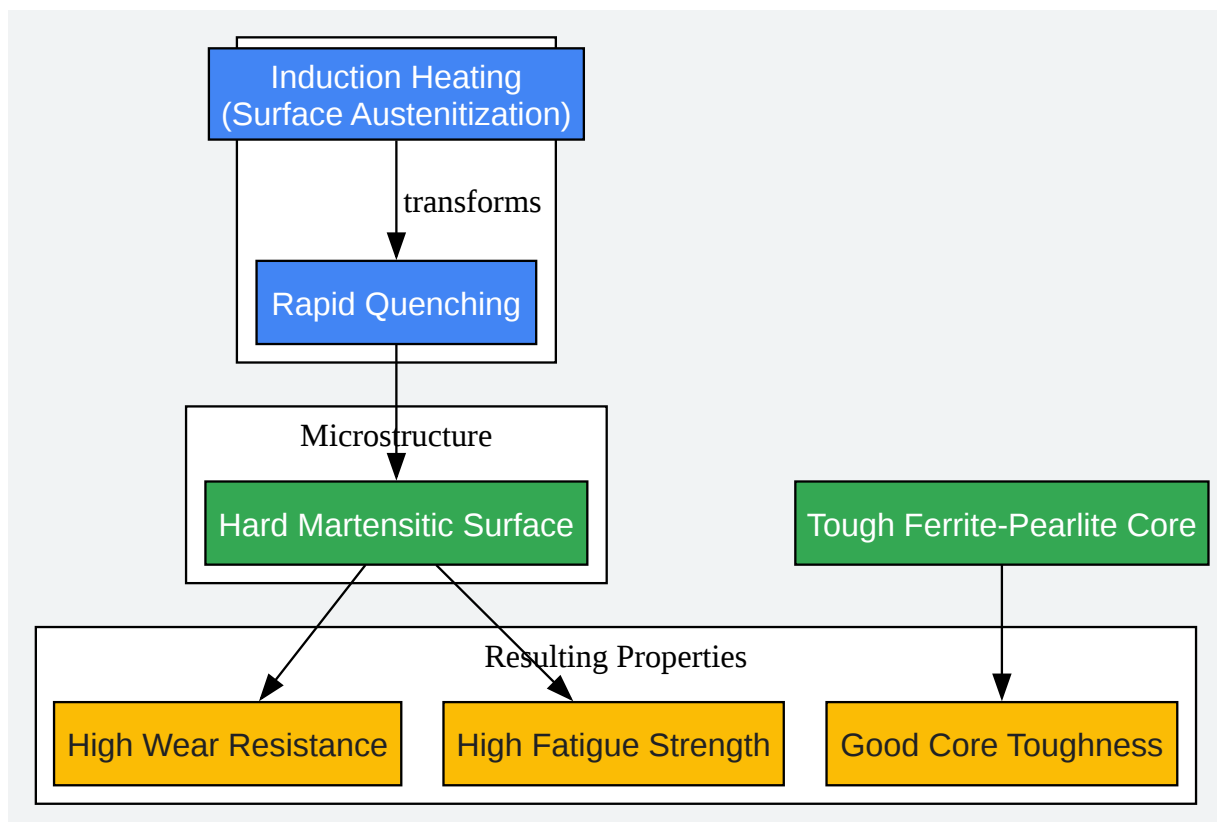 Induction Heating
(Surface Austenitization)
transforms
Rapid Quenching
Microstructure
Hard Martensitic Surface
Tough Ferrite-Pearlite Core
Resulting Properties
High Wear Resistance
High Fatigue Strength
Good Core Toughness